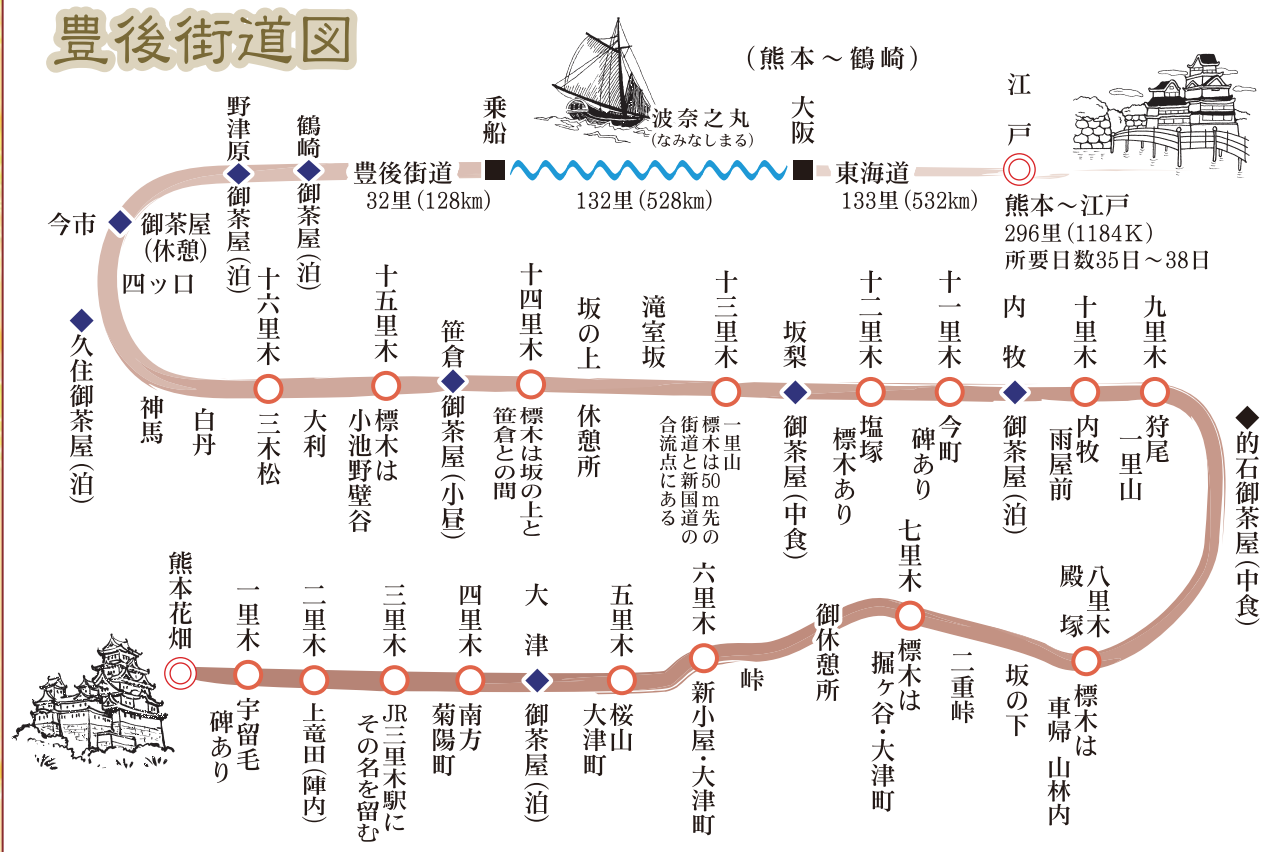 豊後街道図
(熊本～鶴崎)
江戸
大阪
波奈之丸
(なみなしまる)
乗船
鶴崎
野津原
東海道
133里(532km)
132里(528km)
豊後街道
32里(128km)
熊本～江戸
296里(1184K)
所要日数35日～38日
御茶屋(泊)
御茶屋(泊)
今市
御茶屋
(休憩)
四ッ口
久住御茶屋(泊)
神馬
白丹
十六里木
三木松
大利
十五里木
標木は
小池野壁谷
笹倉
御茶屋(小昼)
十四里木
標木は坂の上と
笹倉との間
坂の上
休憩所
滝室坂
十三里木
一里山
標木は50m先の
街道と新国道の
合流点にある
坂梨
御茶屋(中食)
十二里木
塩塚
標木あり
十一里木
今町
碑あり
内牧
御茶屋(泊)
十里木
内牧
雨屋前
九里木
狩尾
一里山
的石御茶屋(中食)
八里木
殿塚
標木は
車帰 山林内
坂の下
二重峠
七里木
標木は
掘ヶ谷・大津町
御休憩所
峠
六里木
新小屋・大津町
五里木
桜山
大津町
大津
御茶屋(泊)
四里木
南方
菊陽町
三里木
JR三里木駅に
その名を留む
二里木
上竜田(陣内)
一里木
宇留毛
碑あり
熊本花畑